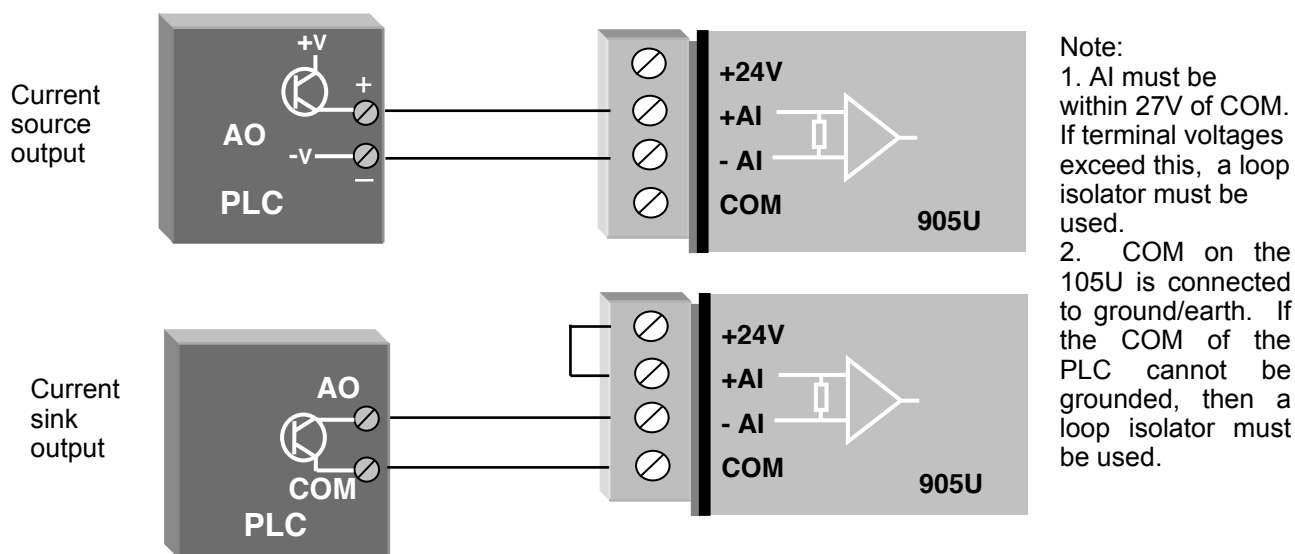 Current
source
output
+V
+
AO
-V
–
PLC
+24V
+AI
- AI
COM
905U
Current
sink
output
AO
COM
PLC
+24V
+AI
- AI
COM
905U
Note:
1. AI must be
within 27V of COM.
If terminal voltages
exceed this, a loop
isolator must be
used.
2. COM on the
105U is connected
to ground/earth. If
the COM of the
PLC cannot be
grounded, then a
loop isolator must
be used.